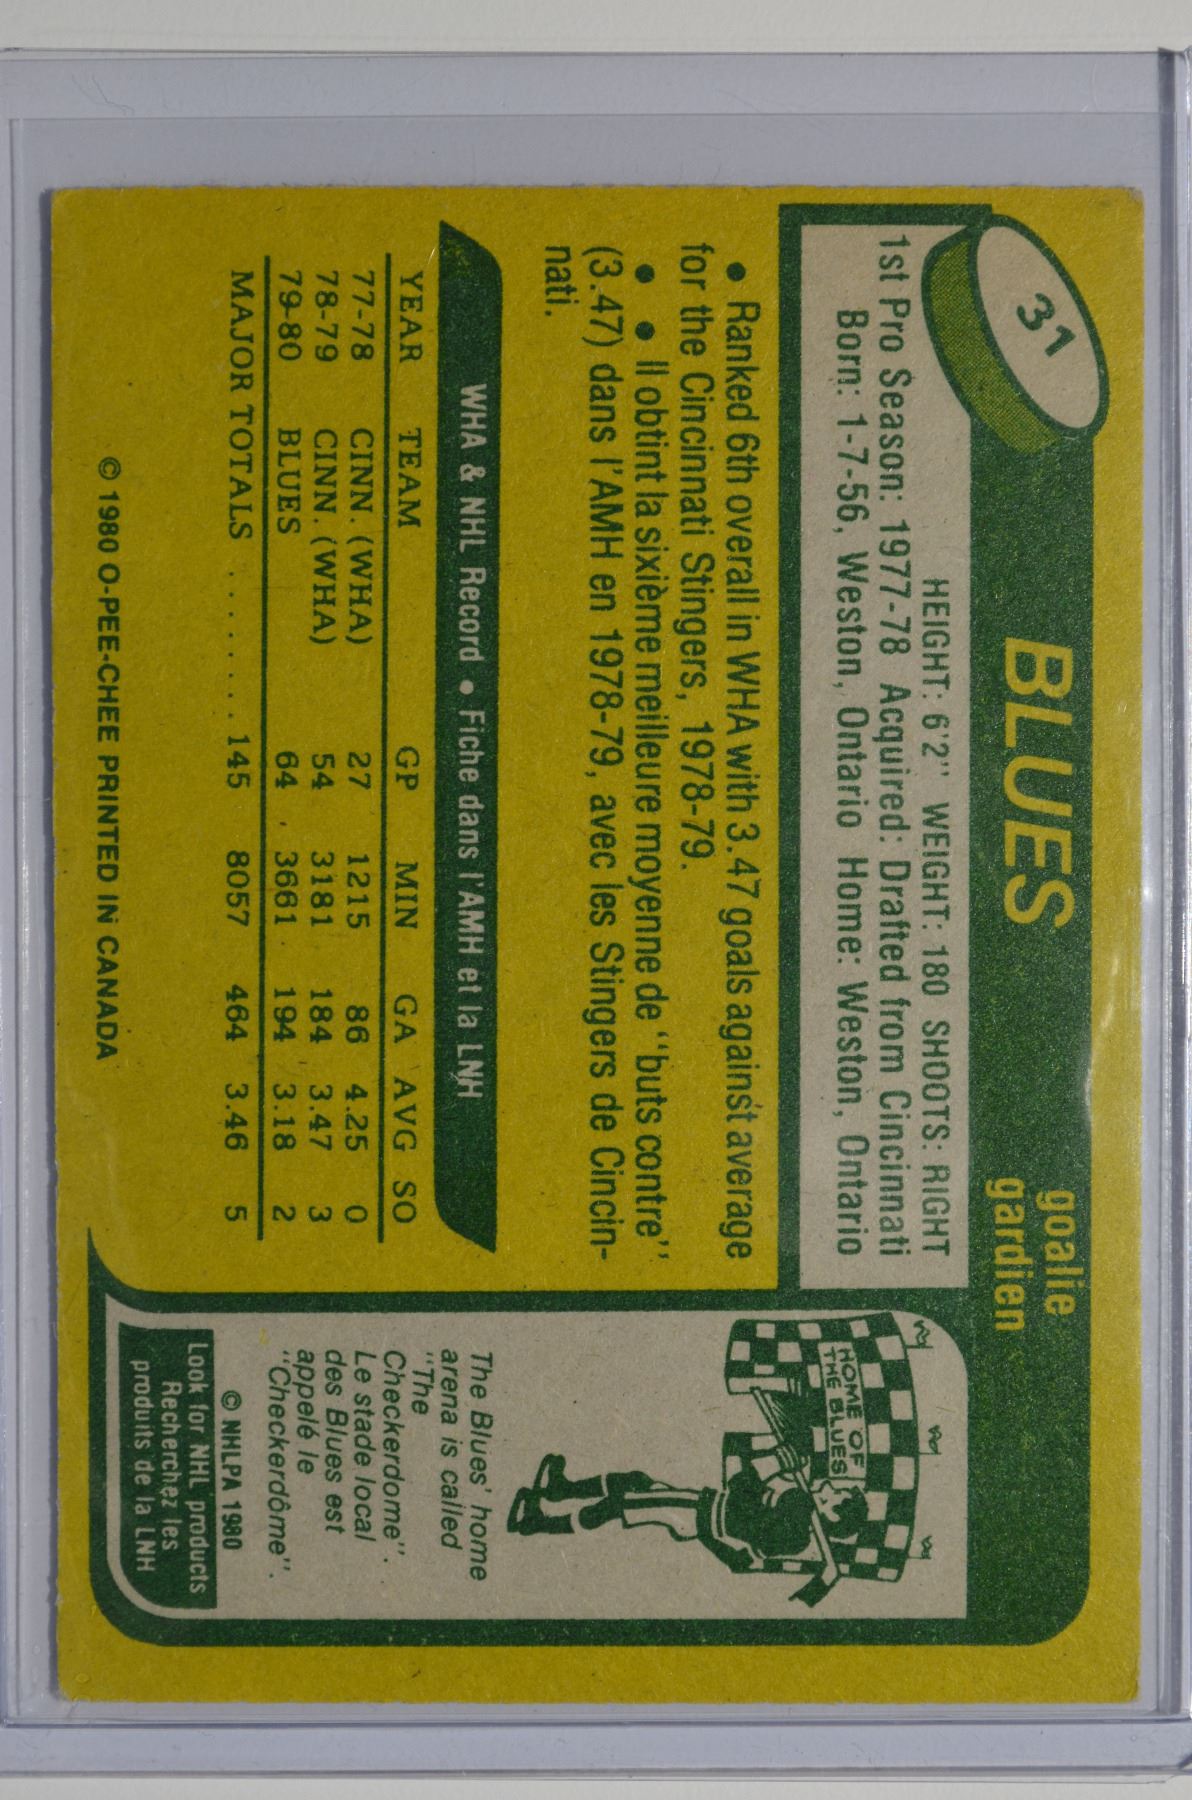 31
BLUES
goalie
gardien
HEIGHT: 6'2" WEIGHT: 180 SHOOTS: RIGHT
1st Pro Season: 1977-78 Acquired: Drafted from Cincinnati
Born: 1-7-56, Weston, Ontario Home: Weston, Ontario
• Ranked 6th overall in WHA with 3.47 goals against average
for the Cincinnati Stingers, 1978-79.
• • Il obtint la sixième meilleure moyenne de "buts contre"
(3.47) dans l'AMH en 1978-79, avec les Stingers de Cincin-
nati.
WHA & NHL Record • Fiche dans l'AMH et la LNH
YEAR TEAM GP MIN GA AVG SO
77-78 CINN. (WHA) 27 1215 86 4.25 0
78-79 CINN. (WHA) 54 3181 184 3.47 3
79-80 BLUES 64 3661 194 3.18 2
MAJOR TOTALS ......... 145 8057 464 3.46 5
© 1980 O-PEE-CHEE PRINTED IN CANADA
HOME OF
THE BLUES
The Blues' home
arena is called
"The
Checkerdome".
Le stade local
des Blues est
appelé le
"Checkerdôme".
© NHLPA 1980
Look for NHL products
Recherchez les
produits de la LNH